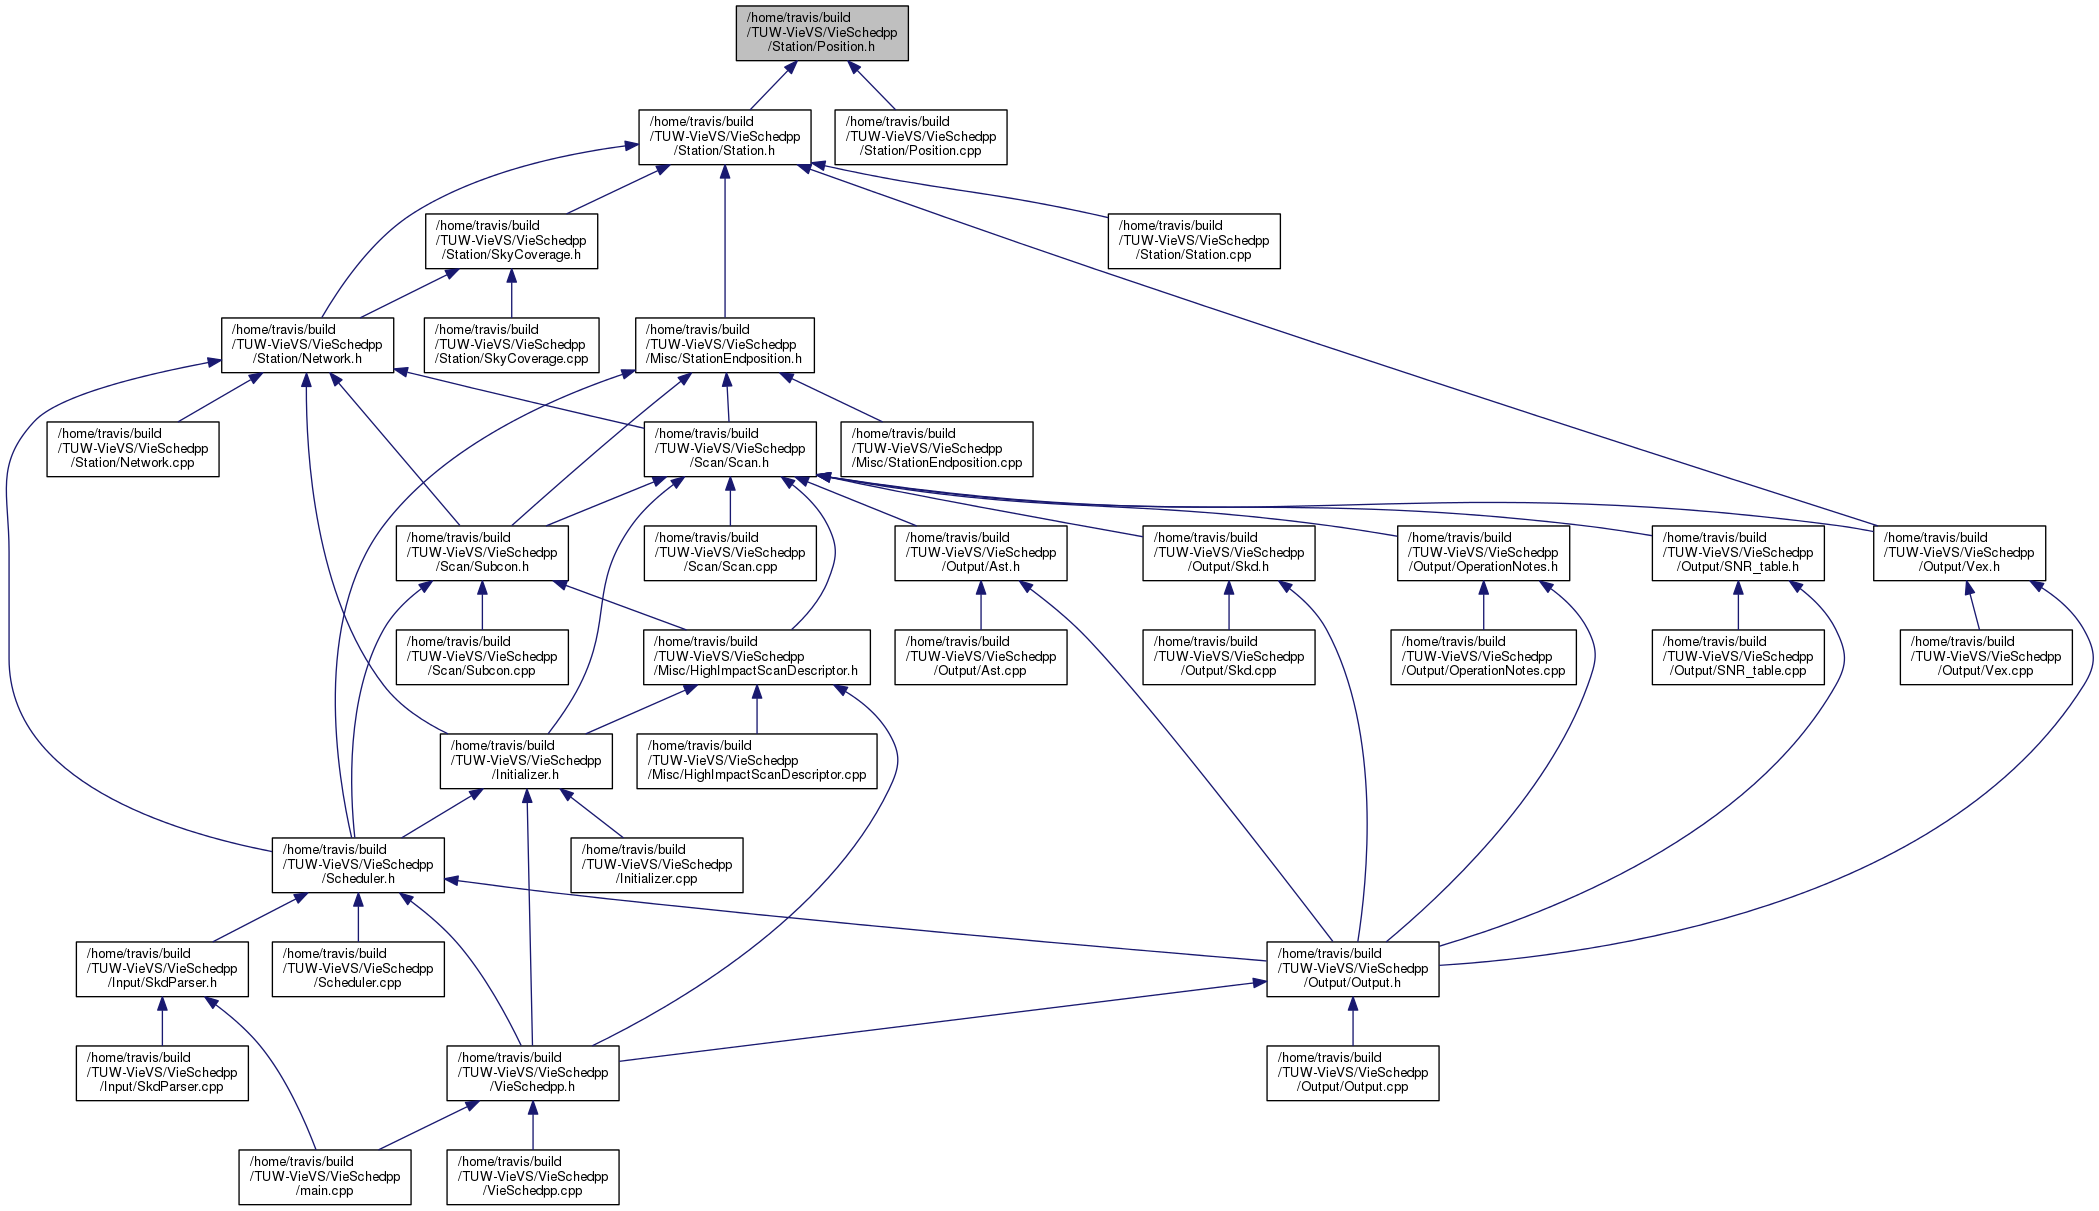 /home/travis/build
/TUW-VieVS/VieSchedpp
/Station/Position.h
/home/travis/build
/TUW-VieVS/VieSchedpp
/Station/Station.h
/home/travis/build
/TUW-VieVS/VieSchedpp
/Station/Position.cpp
/home/travis/build
/TUW-VieVS/VieSchedpp
/Station/SkyCoverage.h
/home/travis/build
/TUW-VieVS/VieSchedpp
/Station/Station.cpp
/home/travis/build
/TUW-VieVS/VieSchedpp
/Station/Network.h
/home/travis/build
/TUW-VieVS/VieSchedpp
/Station/SkyCoverage.cpp
/home/travis/build
/TUW-VieVS/VieSchedpp
/Misc/StationEndposition.h
/home/travis/build
/TUW-VieVS/VieSchedpp
/Station/Network.cpp
/home/travis/build
/TUW-VieVS/VieSchedpp
/Scan/Scan.h
/home/travis/build
/TUW-VieVS/VieSchedpp
/Misc/StationEndposition.cpp
/home/travis/build
/TUW-VieVS/VieSchedpp
/Scan/Subcon.h
/home/travis/build
/TUW-VieVS/VieSchedpp
/Scan/Scan.cpp
/home/travis/build
/TUW-VieVS/VieSchedpp
/Output/Ast.h
/home/travis/build
/TUW-VieVS/VieSchedpp
/Output/Skd.h
/home/travis/build
/TUW-VieVS/VieSchedpp
/Output/OperationNotes.h
/home/travis/build
/TUW-VieVS/VieSchedpp
/Output/SNR_table.h
/home/travis/build
/TUW-VieVS/VieSchedpp
/Output/Vex.h
/home/travis/build
/TUW-VieVS/VieSchedpp
/Scan/Subcon.cpp
/home/travis/build
/TUW-VieVS/VieSchedpp
/Misc/HighImpactScanDescriptor.h
/home/travis/build
/TUW-VieVS/VieSchedpp
/Output/Ast.cpp
/home/travis/build
/TUW-VieVS/VieSchedpp
/Output/Skd.cpp
/home/travis/build
/TUW-VieVS/VieSchedpp
/Output/OperationNotes.cpp
/home/travis/build
/TUW-VieVS/VieSchedpp
/Output/SNR_table.cpp
/home/travis/build
/TUW-VieVS/VieSchedpp
/Output/Vex.cpp
/home/travis/build
/TUW-VieVS/VieSchedpp
/Initializer.h
/home/travis/build
/TUW-VieVS/VieSchedpp
/Misc/HighImpactScanDescriptor.cpp
/home/travis/build
/TUW-VieVS/VieSchedpp
/Scheduler.h
/home/travis/build
/TUW-VieVS/VieSchedpp
/Initializer.cpp
/home/travis/build
/TUW-VieVS/VieSchedpp
/Input/SkdParser.h
/home/travis/build
/TUW-VieVS/VieSchedpp
/Scheduler.cpp
/home/travis/build
/TUW-VieVS/VieSchedpp
/Output/Output.h
/home/travis/build
/TUW-VieVS/VieSchedpp
/Input/SkdParser.cpp
/home/travis/build
/TUW-VieVS/VieSchedpp
/VieSchedpp.h
/home/travis/build
/TUW-VieVS/VieSchedpp
/Output/Output.cpp
/home/travis/build
/TUW-VieVS/VieSchedpp
/main.cpp
/home/travis/build
/TUW-VieVS/VieSchedpp
/VieSchedpp.cpp